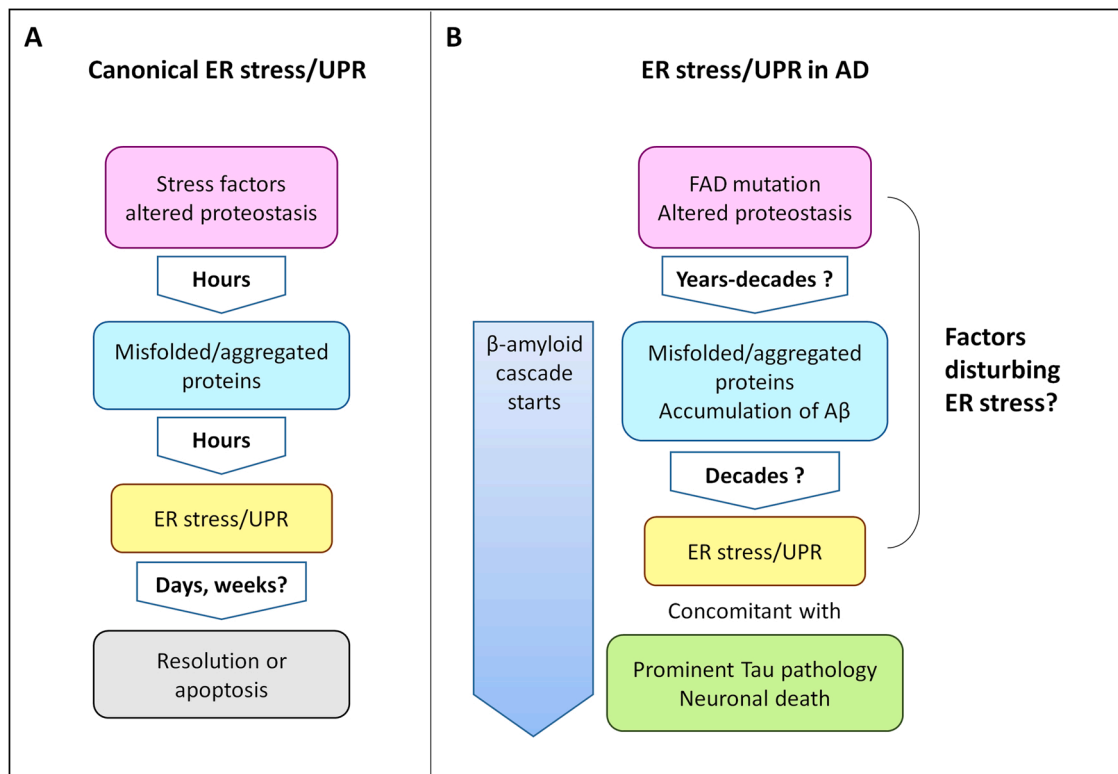 A
Canonical ER stress/UPR
Stress factors
altered proteostasis
Hours
Misfolded/aggregated
proteins
Hours
ER stress/UPR
Days, weeks?
Resolution or
apoptosis
B
ER stress/UPR in AD
FAD mutation
Altered proteostasis
Years-decades ?
β-amyloid
cascade
starts
Misfolded/aggregated
proteins
Accumulation of Aβ
Decades ?
ER stress/UPR
Concomitant with
Prominent Tau pathology
Neuronal death
Factors
disturbing
ER stress?